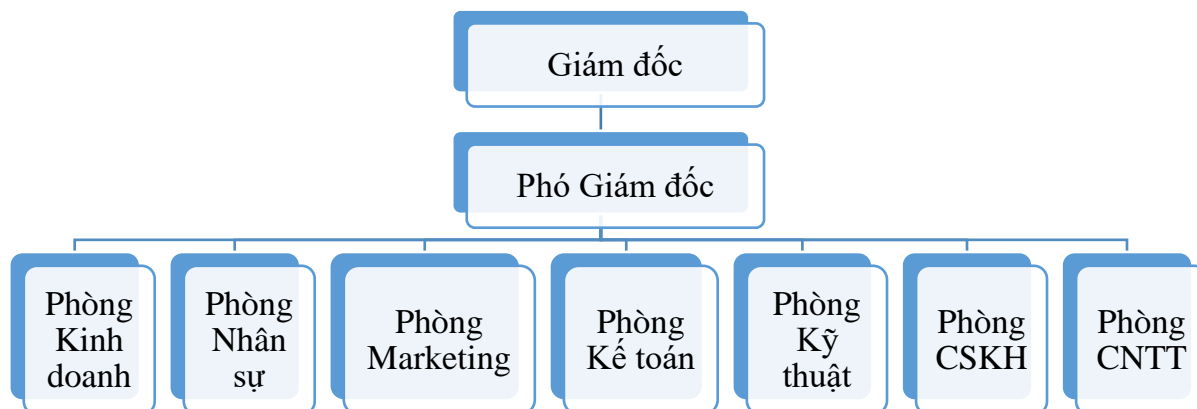 Giám đốc
Phó Giám đốc
Phòng
Kinh
doanh
Phòng
Nhân
sự
Phòng
Marketing
Phòng
Kế toán
Phòng
Kỹ
thuật
Phòng
CSKH
Phòng
CNTT